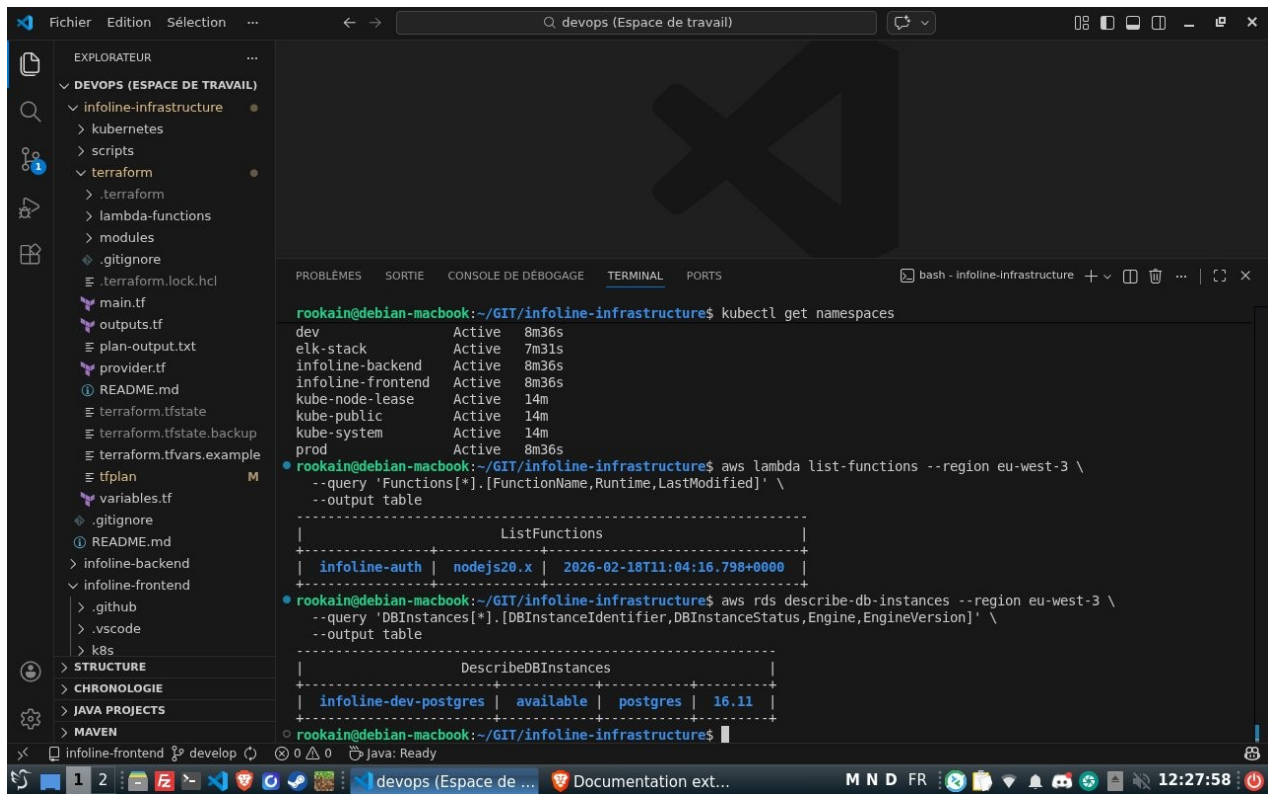 Fichier Edition Sélection ···
devops (Espace de travail)
EXPLORATEUR ···
DEVOPS (ESPACE DE TRAVAIL)
infoline-infrastructure
kubernetes
scripts
1
terraform
.terraform
lambda-functions
modules
.gitignore
.terraform.lock.hcl
main.tf
outputs.tf
plan-output.txt
provider.tf
README.md
terraform.tfstate
terraform.tfstate.backup
terraform.tfvars.example
tfplan M
variables.tf
.gitignore
README.md
infoline-backend
infoline-frontend
.github
.vscode
k8s
STRUCTURE
CHRONOLOGIE
JAVA PROJECTS
MAVEN
PROBLÈMES SORTIE CONSOLE DE DÉBOGAGE TERMINAL PORTS bash - infoline-infrastructure
rookain@debian-macbook:~/GIT/infoline-infrastructure$ kubectl get namespaces
dev Active 8m36s
elk-stack Active 7m31s
infoline-backend Active 8m36s
infoline-frontend Active 8m36s
kube-node-lease Active 14m
kube-public Active 14m
kube-system Active 14m
prod Active 8m36s
rookain@debian-macbook:~/GIT/infoline-infrastructure$ aws lambda list-functions --region eu-west-3 \
--query 'Functions[*].[FunctionName,Runtime,LastModified]' \
--output table
-------------------------------------------------------------
| ListFunctions |
+----------------+-------------+-------------------------------+
| infoline-auth | nodejs20.x | 2026-02-18T11:04:16.798+0000 |
+----------------+-------------+-------------------------------+
rookain@debian-macbook:~/GIT/infoline-infrastructure$ aws rds describe-db-instances --region eu-west-3 \
--query 'DBInstances[*].[DBInstanceIdentifier,DBInstanceStatus,Engine,EngineVersion]' \
--output table
---------------------------------------------------------
| DescribeDBInstances |
+------------------------+------------+-----------+---------+
| infoline-dev-postgres | available | postgres | 16.11 |
+------------------------+------------+-----------+---------+
rookain@debian-macbook:~/GIT/infoline-infrastructure$
infoline-frontend develop 0 0 Java: Ready
1 2 devops (Espace de ... Documentation ext... M N D FR 12:27:58